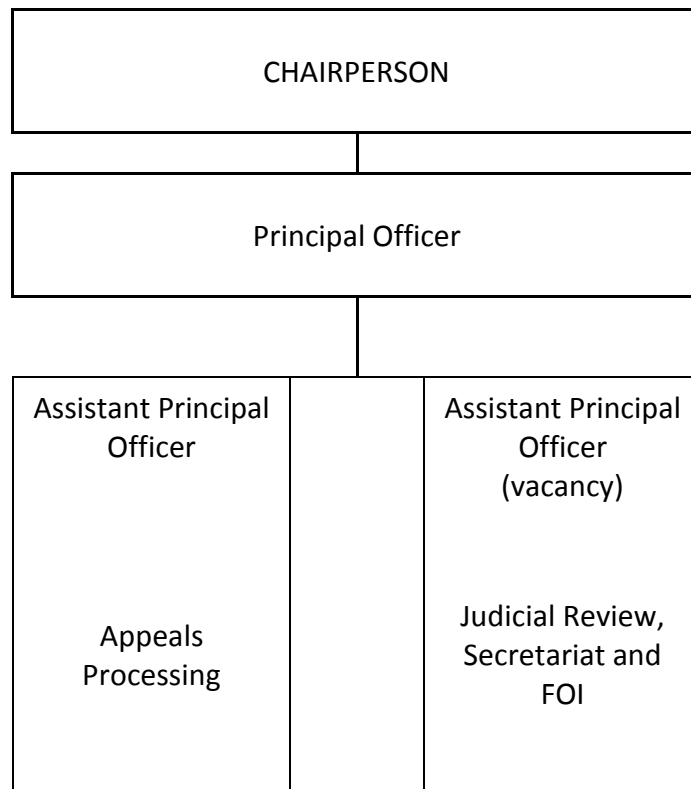 CHAIRPERSON
Principal Officer
Assistant Principal
Officer
Appeals
Processing
Assistant Principal
Officer
(vacancy)
Judicial Review,
Secretariat and
FOI